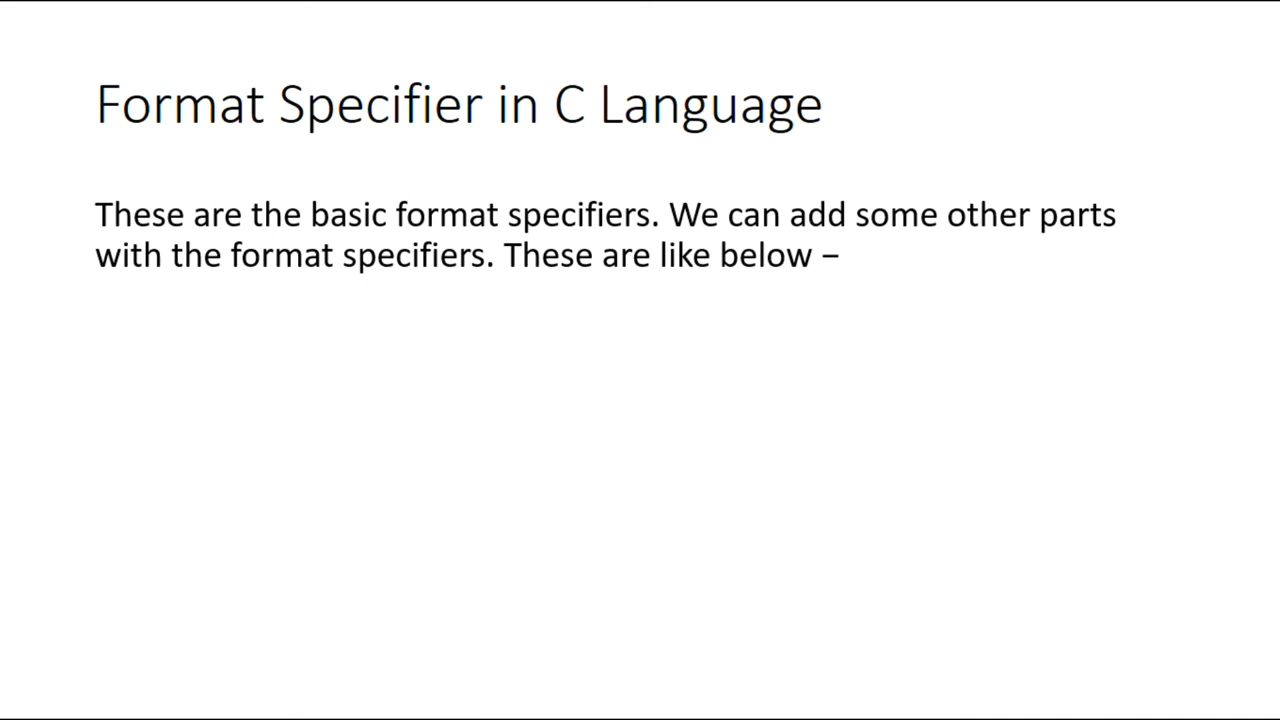 Format Specifier in C Language
These are the basic format specifiers. We can add some other parts
with the format specifiers. These are like below −